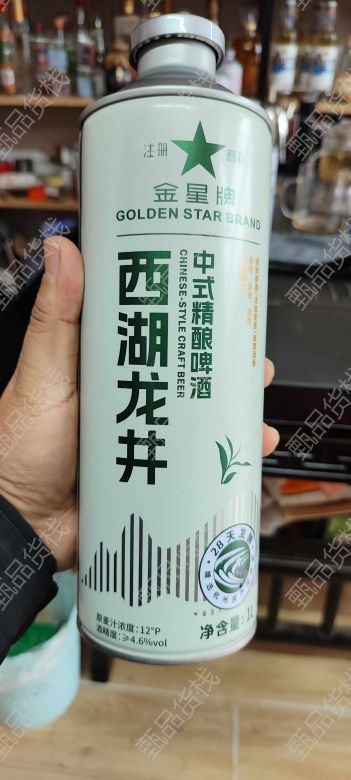 注册 商标
金星牌
GOLDEN STAR BRAND
中式精酿啤酒
CHINESE-STYLE CRAFT BEER
西湖龙井
28天发酵
原麦汁浓度:12°P
酒精度:≥4.6%vol
净含量:1L
甄品货栈